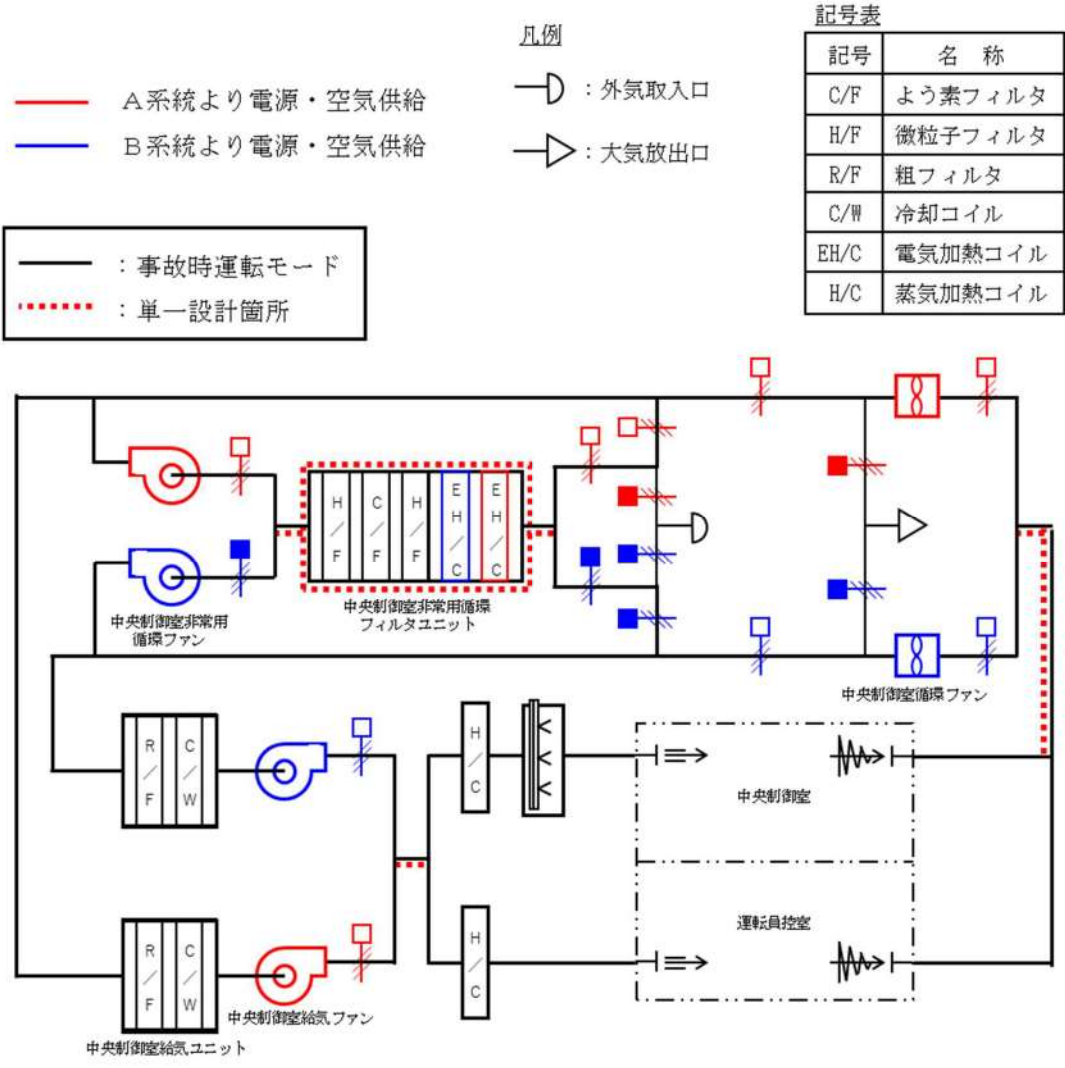 凡例
A系統より電源・空気供給
B系統より電源・空気供給
：外気取入口
：大気放出口
記号表
記号 名 称
C/F よう素フィルタ
H/F 微粒子フィルタ
R/F 粗フィルタ
C/W 冷却コイル
EH/C 電気加熱コイル
H/C 蒸気加熱コイル
：事故時運転モード
：単一設計箇所
H/F
C/F
H/F
EH/C
EH/C
中央制御室非常用
循環ファン
中央制御室非常用循環
フィルタユニット
中央制御室循環ファン
R/F
C/W
H/C
中央制御室
運転員控室
R/F
C/W
H/C
中央制御室給気ファン
中央制御室給気ユニット